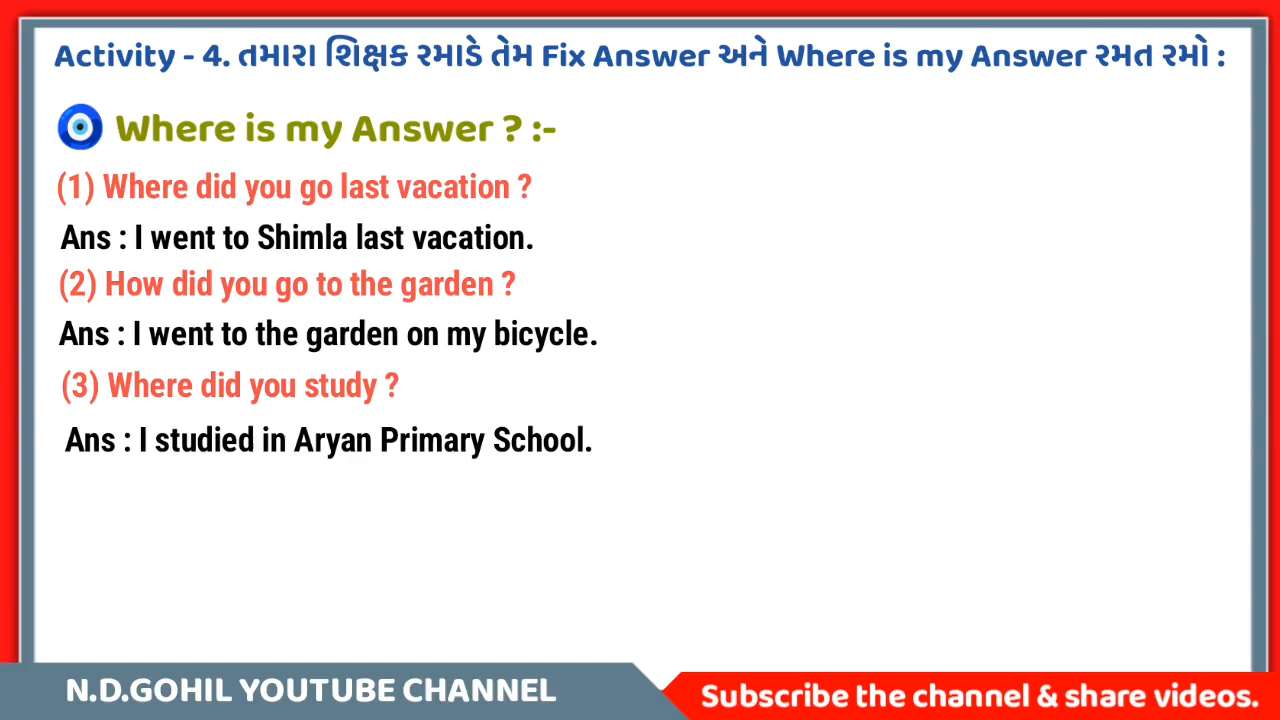 Activity - 4. તમારા શિક્ષક રમાડે તેમ Fix Answer અને Where is my Answer રમત રમો :
Where is my Answer ? :-
(1) Where did you go last vacation ?
Ans : I went to Shimla last vacation.
(2) How did you go to the garden ?
Ans : I went to the garden on my bicycle.
(3) Where did you study ?
Ans : I studied in Aryan Primary School.
N.D.GOHIL YOUTUBE CHANNEL
Subscribe the channel & share videos.